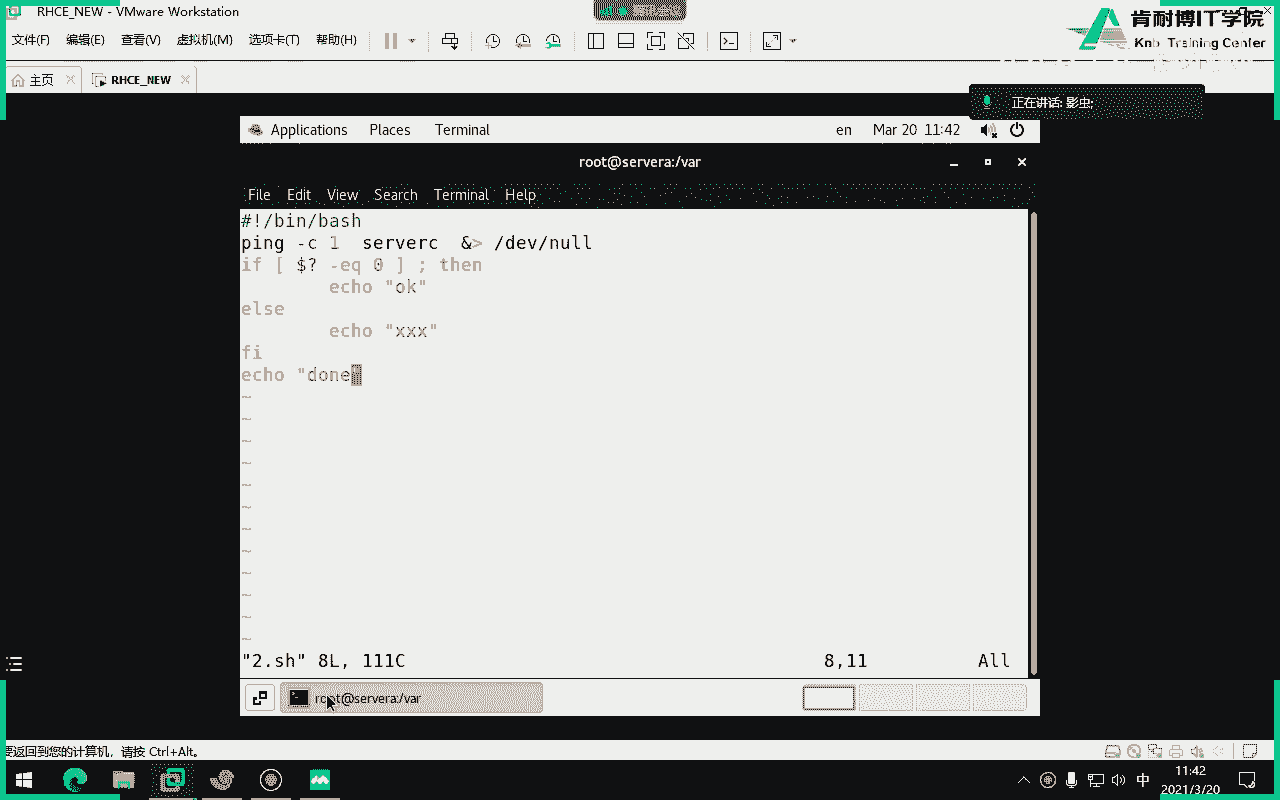 RHCE_NEW - VMware Workstation
文件(F) 编辑(E) 查看(V) 虚拟机(M) 选项卡(T) 帮助(H)
肯耐博IT学院
Knb Training Center
主页 RHCE_NEW
正在讲话: 影虫;
Applications Places Terminal en Mar 20 11:42
root@servera:/var
File Edit View Search Terminal Help
#!/bin/bash
ping -c 1 serverc &> /dev/null
if [ $? -eq 0 ] ; then
echo "ok"
else
echo "xxx"
fi
echo "done"
~
~
~
~
~
~
~
~
~
~
~
~
"2.sh" 8L, 111C 8,11 All
root@servera:/var
要返回到您的计算机，请按 Ctrl+Alt。
中 11:42
2021/3/20